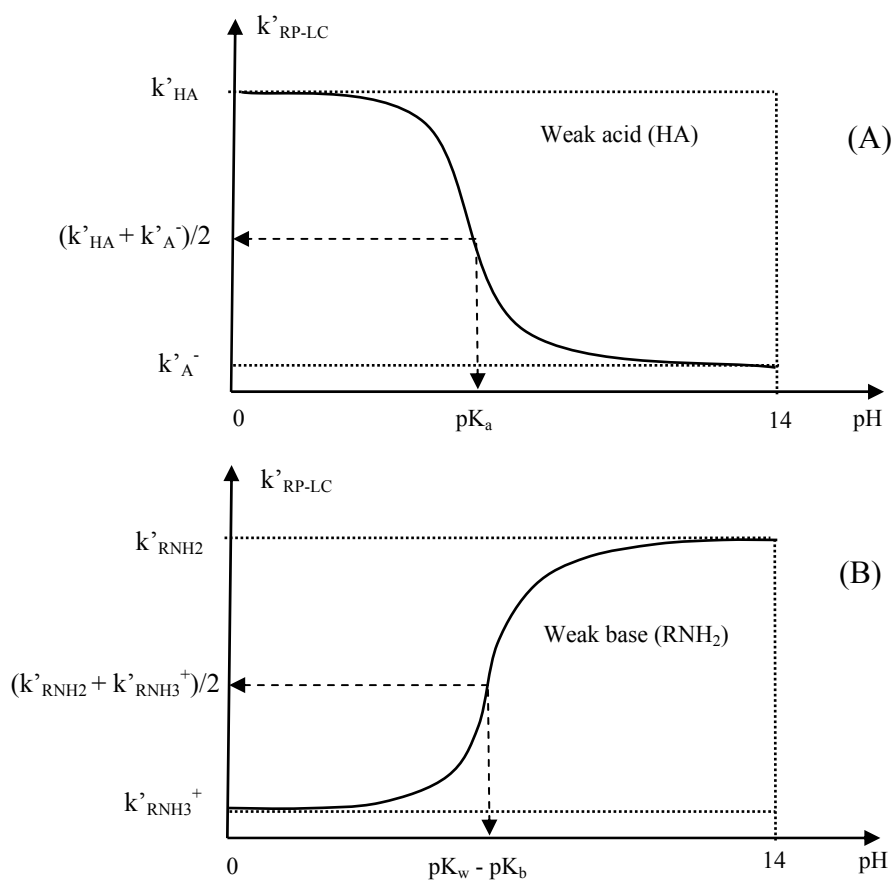 k’RP-LC
k’HA
Weak acid (HA)
(A)
(k’HA + k’A-)/2
k’A-
0
pKa
14
pH
k’RP-LC
k’RNH2
(B)
Weak base (RNH2)
(k’RNH2 + k’RNH3+)/2
k’RNH3+
0
pKw - pKb
14
pH